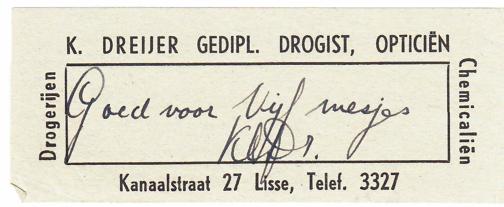 K. DREIJER GEDIPL. DROGIST, OPTICIËN
Drogerijen
Goed voor Vijf mesjes
Chemicaliën
Kanaalstraat 27 Lisse, Telef. 3327